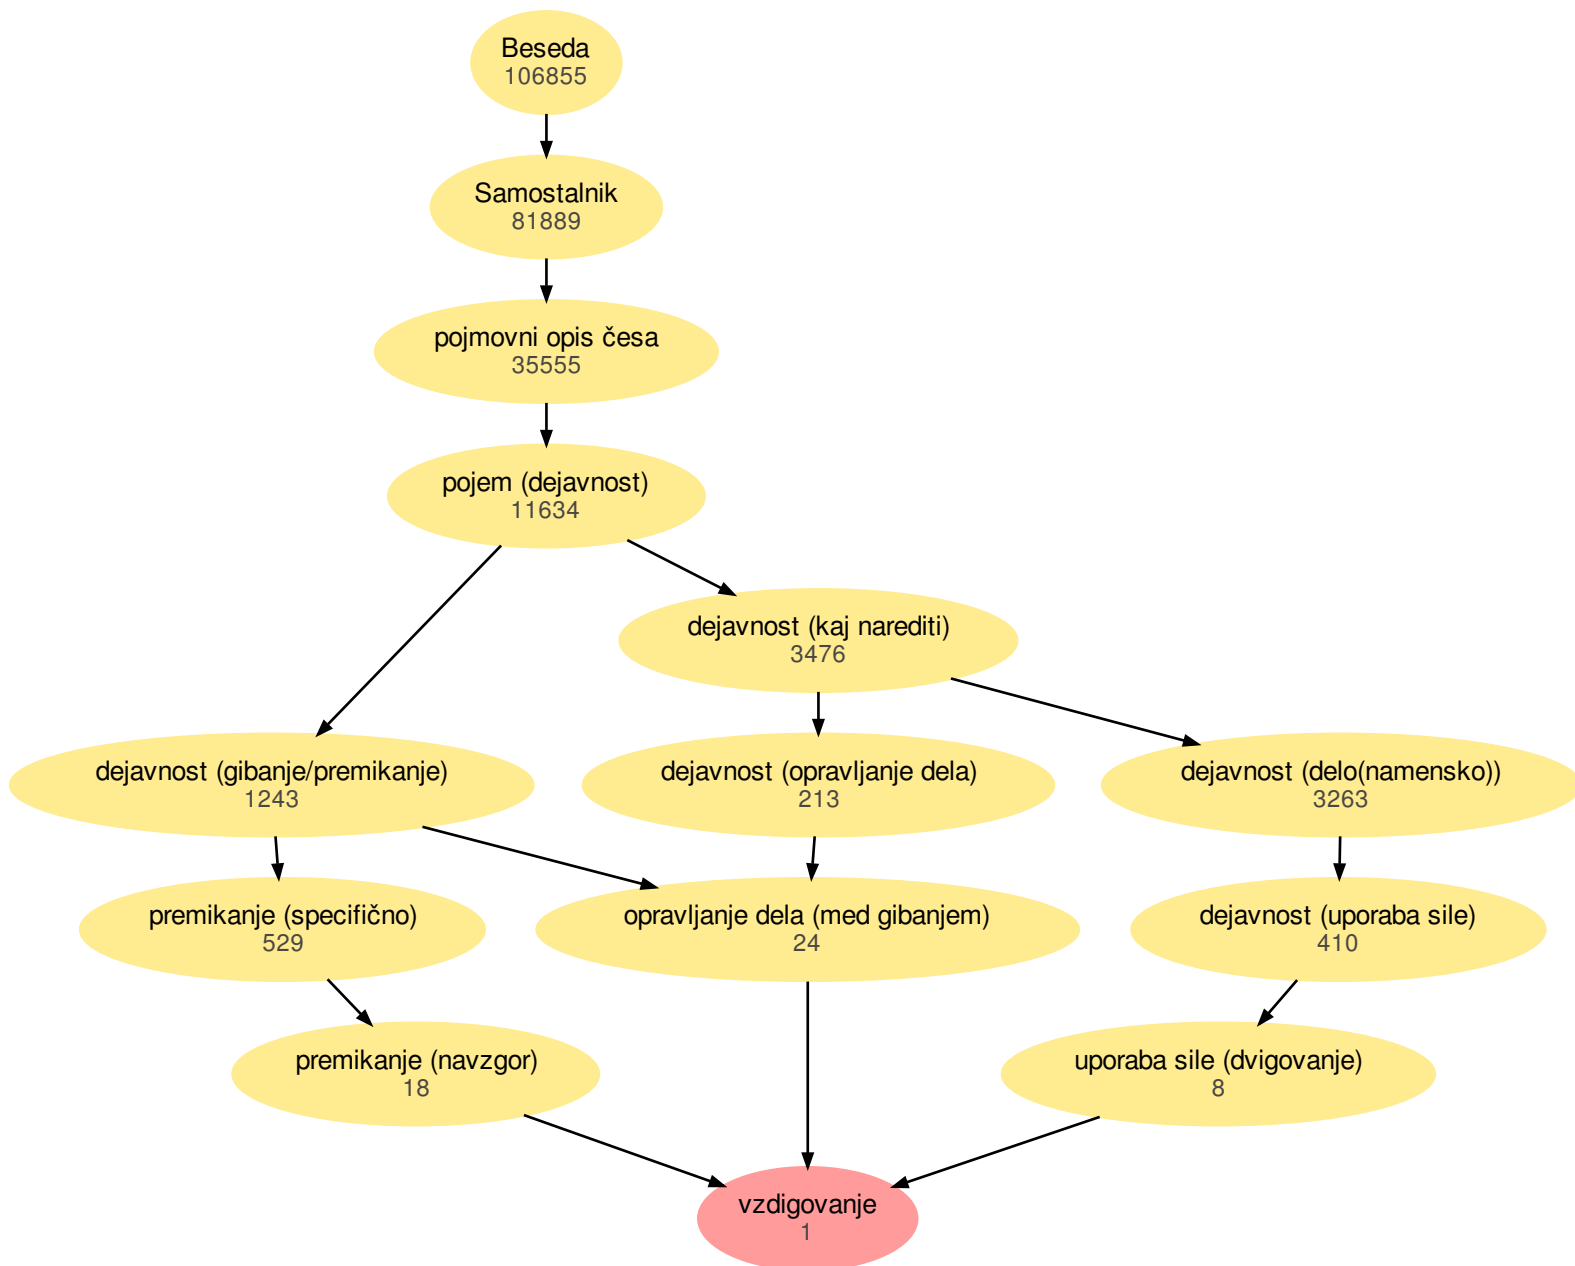 Beseda
106855
Samostalnik
81889
pojmovni opis česa
35555
pojem (dejavnost)
11634
dejavnost (kaj narediti)
3476
dejavnost (gibanje/premikanje)
1243
dejavnost (opravljanje dela)
213
dejavnost (delo(namensko))
3263
premikanje (specifično)
529
opravljanje dela (med gibanjem)
24
dejavnost (uporaba sile)
410
premikanje (navzgor)
18
uporaba sile (dvigovanje)
8
vzdigovanje
1